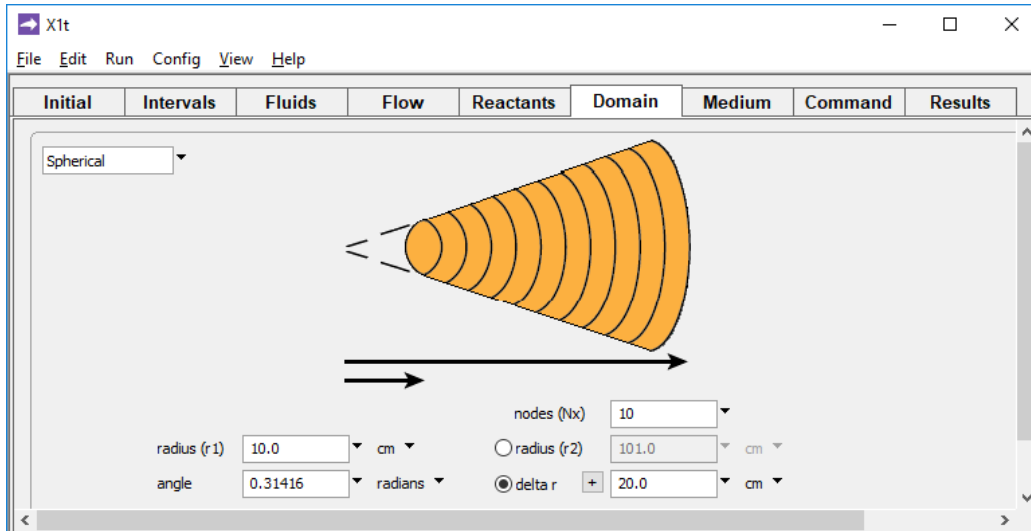 X1t
File Edit Run Config View Help
Initial Intervals Fluids Flow Reactants Domain Medium Command Results
Spherical
nodes (Nx) 10
radius (r1) 10.0 cm radius (r2) 101.0 cm
angle 0.31416 radians delta r + 20.0 cm